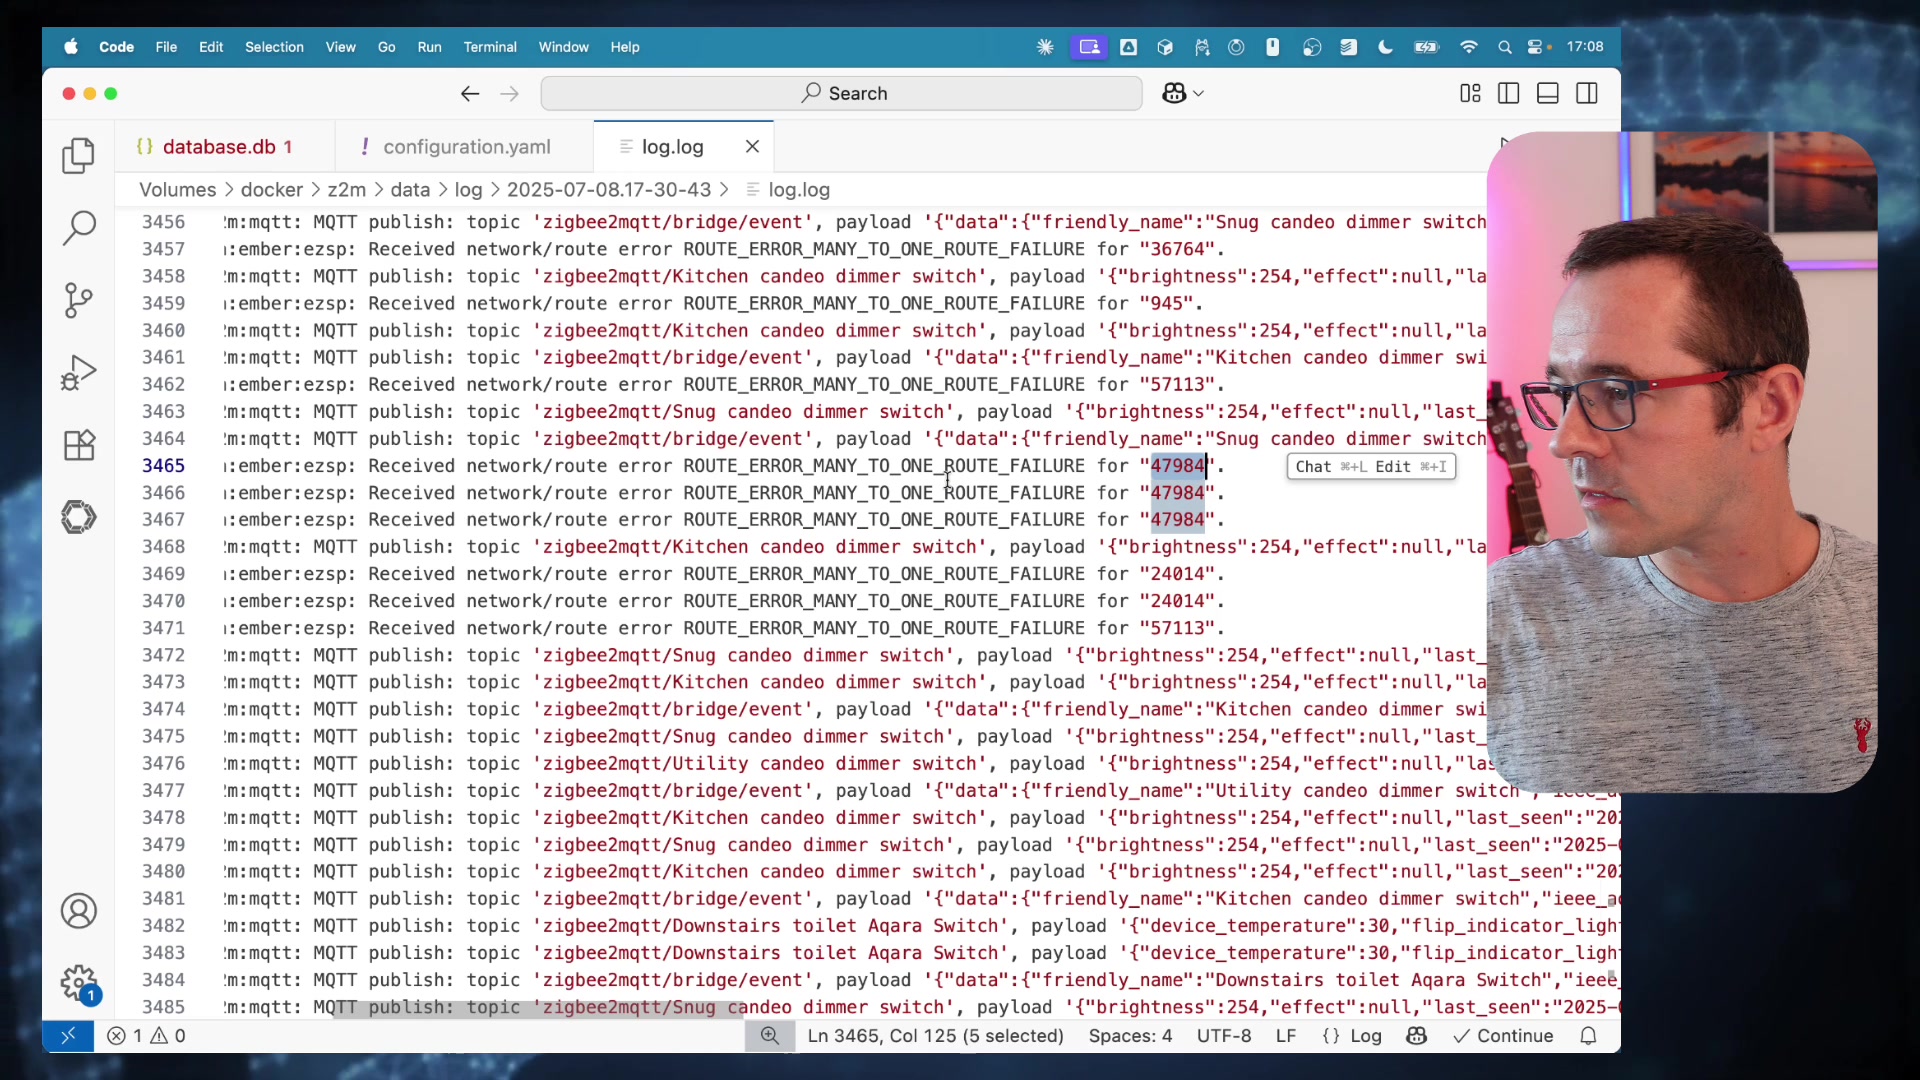 Code File Edit Selection View Go Run Terminal Window Help 17:08
Search
{} database.db 1 ! configuration.yaml log.log
Volumes > docker > z2m > data > log > 2025-07-08.17-30-43 > log.log
3456 2m:mqtt: MQTT publish: topic 'zigbee2mqtt/bridge/event', payload '{"data":{"friendly_name":"Snug candeo dimmer switch
3457 :ember:ezsp: Received network/route error ROUTE_ERROR_MANY_TO_ONE_ROUTE_FAILURE for "36764".
3458 m:mqtt: MQTT publish: topic 'zigbee2mqtt/Kitchen candeo dimmer switch', payload '{"brightness":254,"effect":null,"la
3459 :ember:ezsp: Received network/route error ROUTE_ERROR_MANY_TO_ONE_ROUTE_FAILURE for "945".
3460 m:mqtt: MQTT publish: topic 'zigbee2mqtt/Kitchen candeo dimmer switch', payload '{"brightness":254,"effect":null,"la
3461 m:mqtt: MQTT publish: topic 'zigbee2mqtt/bridge/event', payload '{"data":{"friendly_name":"Kitchen candeo dimmer swi
3462 :ember:ezsp: Received network/route error ROUTE_ERROR_MANY_TO_ONE_ROUTE_FAILURE for "57113".
3463 m:mqtt: MQTT publish: topic 'zigbee2mqtt/Snug candeo dimmer switch', payload '{"brightness":254,"effect":null,"last_
3464 m:mqtt: MQTT publish: topic 'zigbee2mqtt/bridge/event', payload '{"data":{"friendly_name":"Snug candeo dimmer switch
3465 :ember:ezsp: Received network/route error ROUTE_ERROR_MANY_TO_ONE_ROUTE_FAILURE for "47984". Chat ⌘+L Edit ⌘+I
3466 :ember:ezsp: Received network/route error ROUTE_ERROR_MANY_TO_ONE_ROUTE_FAILURE for "47984".
3467 :ember:ezsp: Received network/route error ROUTE_ERROR_MANY_TO_ONE_ROUTE_FAILURE for "47984".
3468 m:mqtt: MQTT publish: topic 'zigbee2mqtt/Kitchen candeo dimmer switch', payload '{"brightness":254,"effect":null,"la
3469 :ember:ezsp: Received network/route error ROUTE_ERROR_MANY_TO_ONE_ROUTE_FAILURE for "24014".
3470 :ember:ezsp: Received network/route error ROUTE_ERROR_MANY_TO_ONE_ROUTE_FAILURE for "24014".
3471 :ember:ezsp: Received network/route error ROUTE_ERROR_MANY_TO_ONE_ROUTE_FAILURE for "57113".
3472 m:mqtt: MQTT publish: topic 'zigbee2mqtt/Snug candeo dimmer switch', payload '{"brightness":254,"effect":null,"last_
3473 m:mqtt: MQTT publish: topic 'zigbee2mqtt/Kitchen candeo dimmer switch', payload '{"brightness":254,"effect":null,"la
3474 m:mqtt: MQTT publish: topic 'zigbee2mqtt/bridge/event', payload '{"data":{"friendly_name":"Kitchen candeo dimmer swi
3475 m:mqtt: MQTT publish: topic 'zigbee2mqtt/Snug candeo dimmer switch', payload '{"brightness":254,"effect":null,"last_
3476 m:mqtt: MQTT publish: topic 'zigbee2mqtt/Utility candeo dimmer switch', payload '{"brightness":254,"effect":null,"la
3477 m:mqtt: MQTT publish: topic 'zigbee2mqtt/bridge/event', payload '{"data":{"friendly_name":"Utility candeo dimmer switch","ieee_a
3478 m:mqtt: MQTT publish: topic 'zigbee2mqtt/Kitchen candeo dimmer switch', payload '{"brightness":254,"effect":null,"last_seen":"202
3479 m:mqtt: MQTT publish: topic 'zigbee2mqtt/Snug candeo dimmer switch', payload '{"brightness":254,"effect":null,"last_seen":"2025-0
3480 m:mqtt: MQTT publish: topic 'zigbee2mqtt/Kitchen candeo dimmer switch', payload '{"brightness":254,"effect":null,"last_seen":"202
3481 m:mqtt: MQTT publish: topic 'zigbee2mqtt/bridge/event', payload '{"data":{"friendly_name":"Kitchen candeo dimmer switch","ieee_a
3482 m:mqtt: MQTT publish: topic 'zigbee2mqtt/Downstairs toilet Aqara Switch', payload '{"device_temperature":30,"flip_indicator_ligh
3483 m:mqtt: MQTT publish: topic 'zigbee2mqtt/Downstairs toilet Aqara Switch', payload '{"device_temperature":30,"flip_indicator_ligh
3484 m:mqtt: MQTT publish: topic 'zigbee2mqtt/bridge/event', payload '{"data":{"friendly_name":"Downstairs toilet Aqara Switch","ieee_
3485 m:mqtt: MQTT publish: topic 'zigbee2mqtt/Snug candeo dimmer switch', payload '{"brightness":254,"effect":null,"last_seen":"2025-0
1
1 0 Ln 3465, Col 125 (5 selected) Spaces: 4 UTF-8 LF {} Log Continue